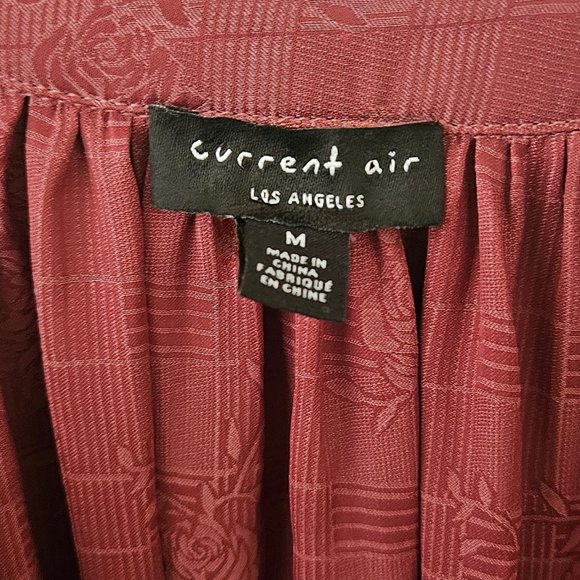 current air
LOS ANGELES
M
MADE IN
CHINA
FABRIQUÉ
EN CHINE